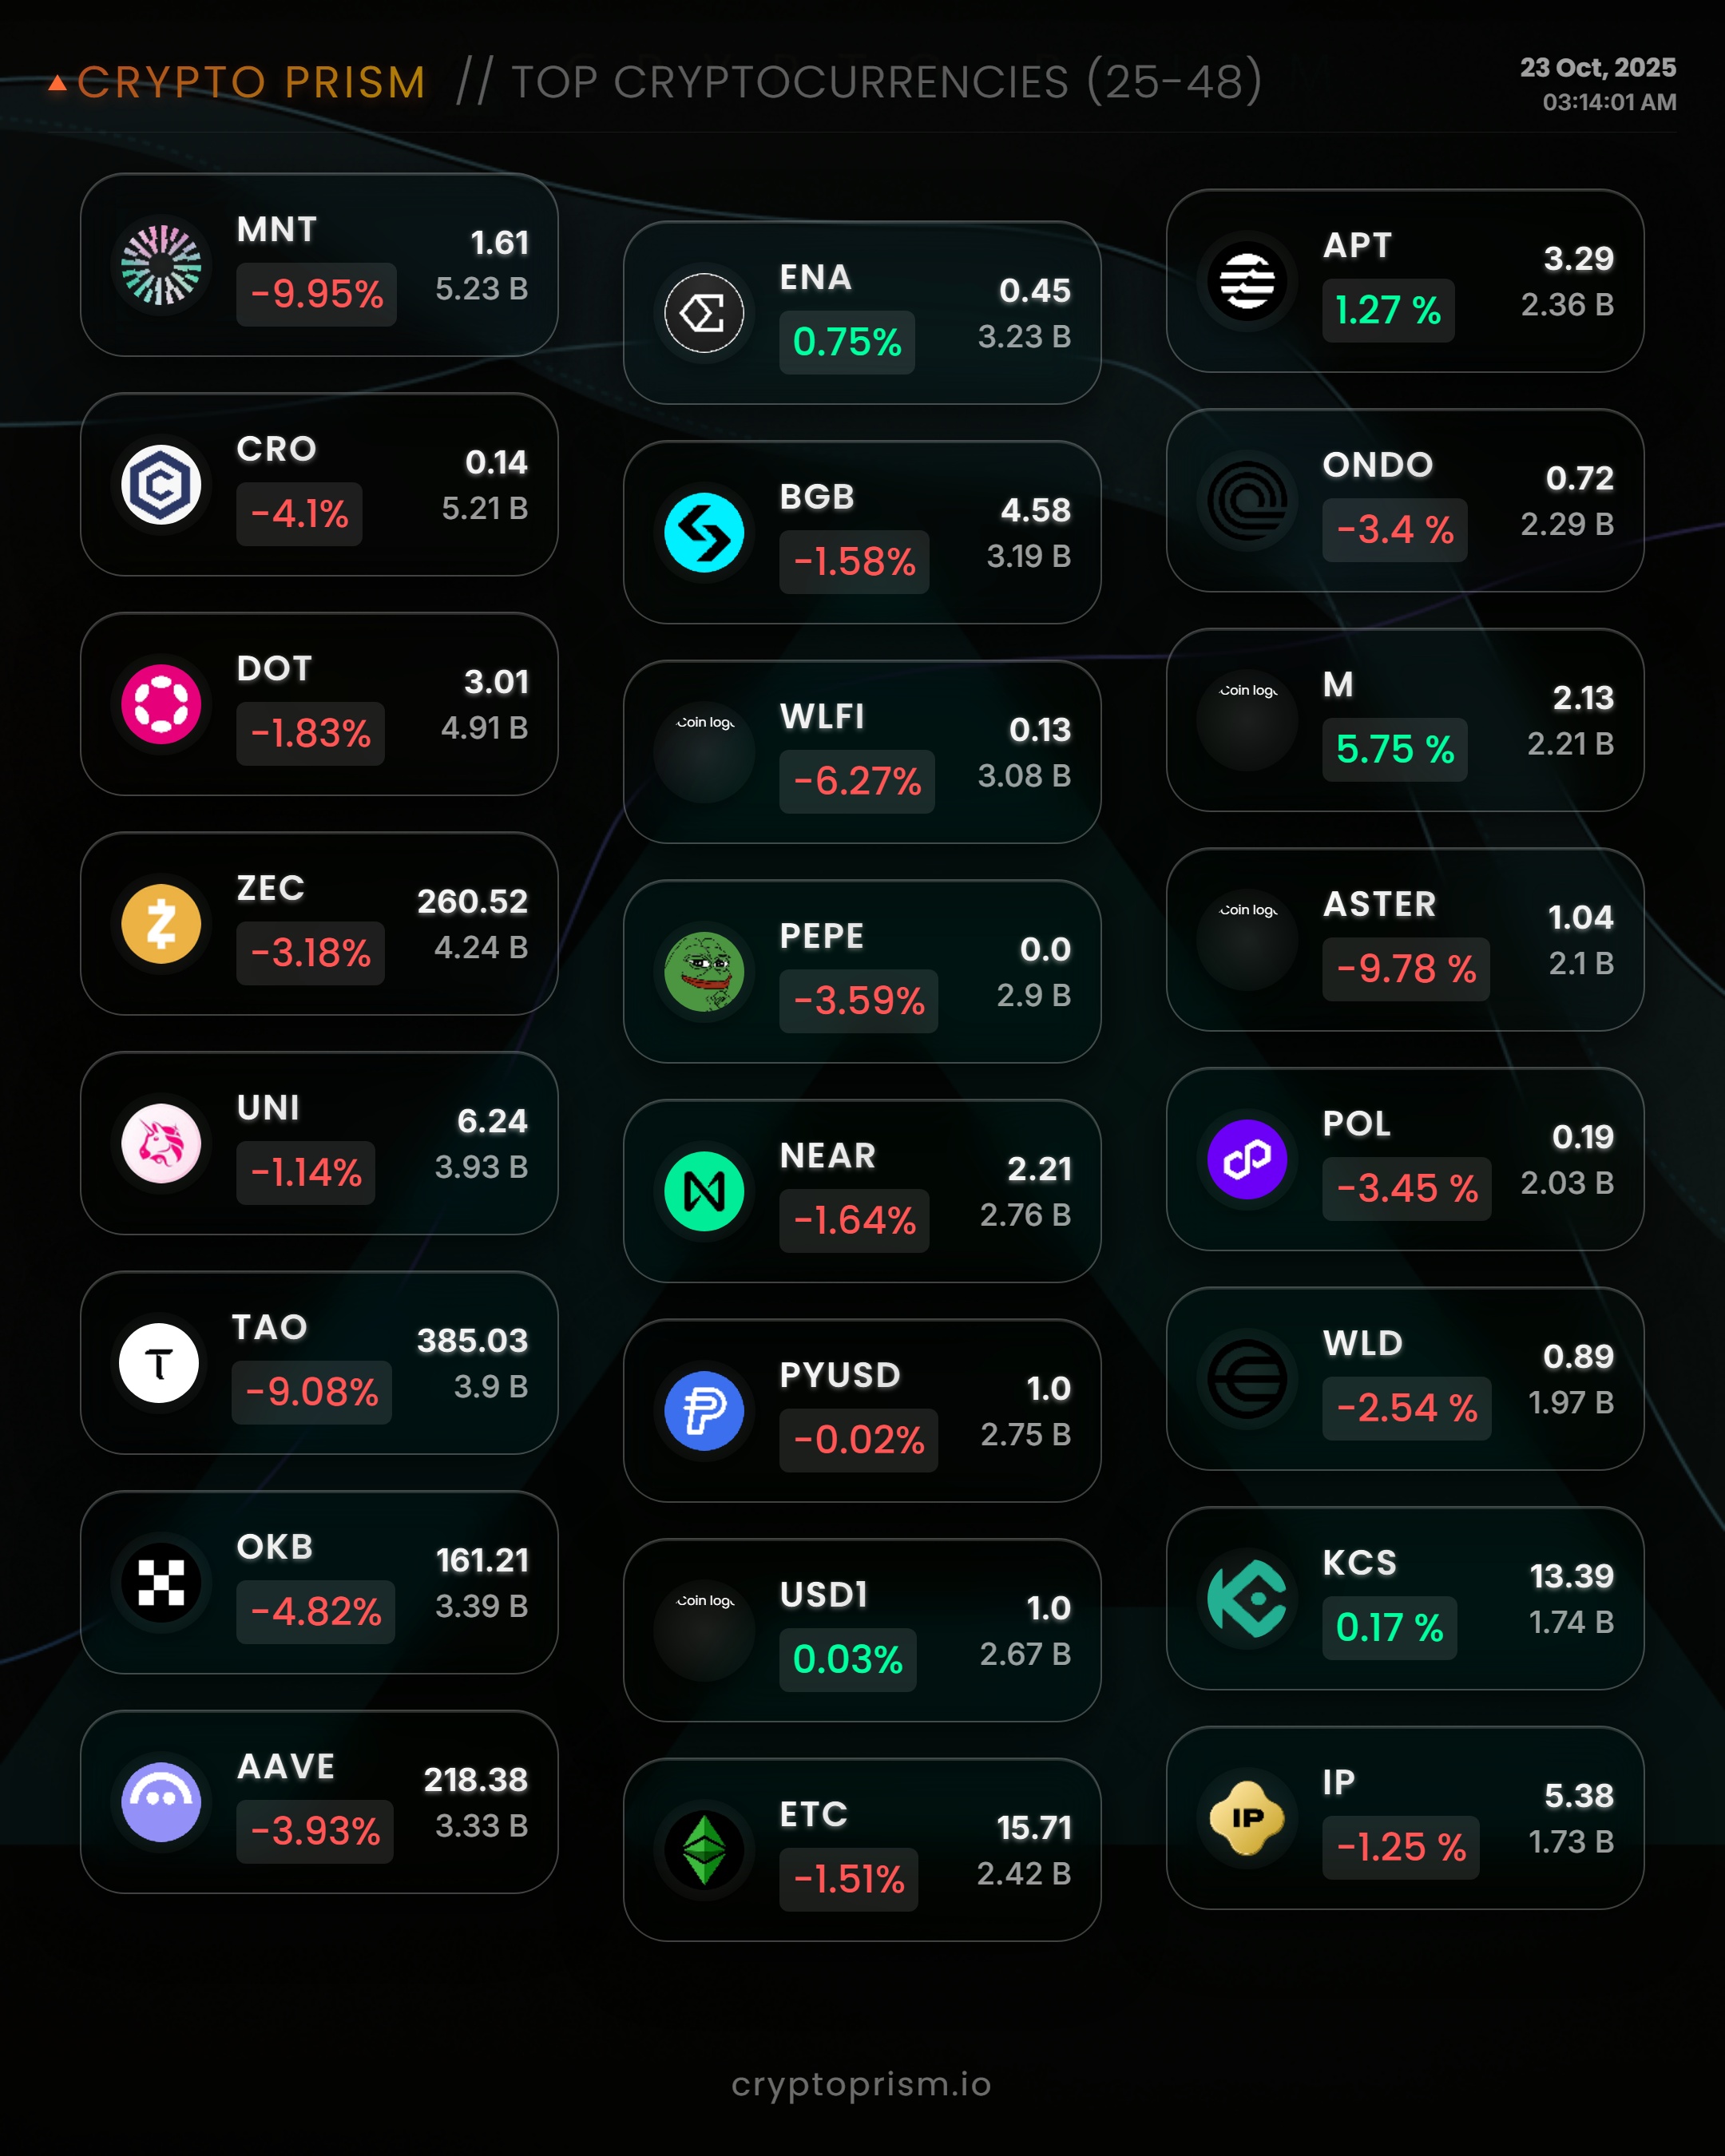 ▲CRYPTO PRISM // TOP CRYPTOCURRENCIES (25-48)
23 Oct, 2025
03:14:01 AM
MNT
1.61
-9.95%
5.23 B
CRO
0.14
-4.1%
5.21 B
DOT
3.01
-1.83%
4.91 B
ZEC
260.52
-3.18%
4.24 B
UNI
6.24
-1.14%
3.93 B
TAO
385.03
-9.08%
3.9 B
OKB
161.21
-4.82%
3.39 B
AAVE
218.38
-3.93%
3.33 B
ENA
0.45
0.75%
3.23 B
BGB
4.58
-1.58%
3.19 B
Coin log
WLFI
0.13
-6.27%
3.08 B
PEPE
0.0
-3.59%
2.9 B
NEAR
2.21
-1.64%
2.76 B
PYUSD
1.0
-0.02%
2.75 B
Coin log
USD1
1.0
0.03%
2.67 B
ETC
15.71
-1.51%
2.42 B
APT
3.29
1.27 %
2.36 B
ONDO
0.72
-3.4 %
2.29 B
Coin log
M
2.13
5.75 %
2.21 B
Coin log
ASTER
1.04
-9.78 %
2.1 B
POL
0.19
-3.45 %
2.03 B
WLD
0.89
-2.54 %
1.97 B
KCS
13.39
0.17 %
1.74 B
IP
IP
5.38
-1.25 %
1.73 B
cryptoprism.io